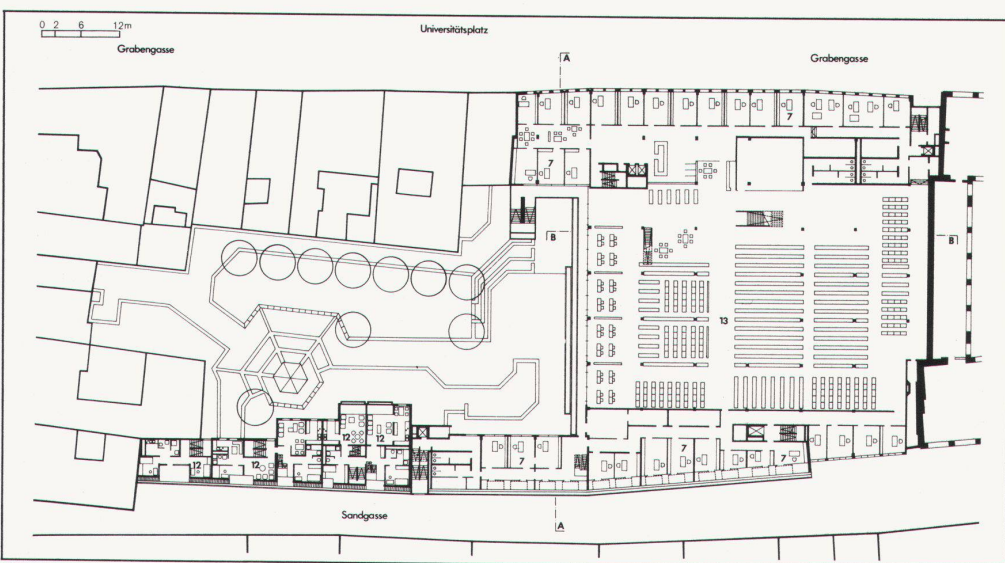 0 2 6 12m
Universitätsplatz
Grabengasse
Grabengasse
A
7
7
B
B
13
12
12
12
12
7
7
7
Sandgasse
A